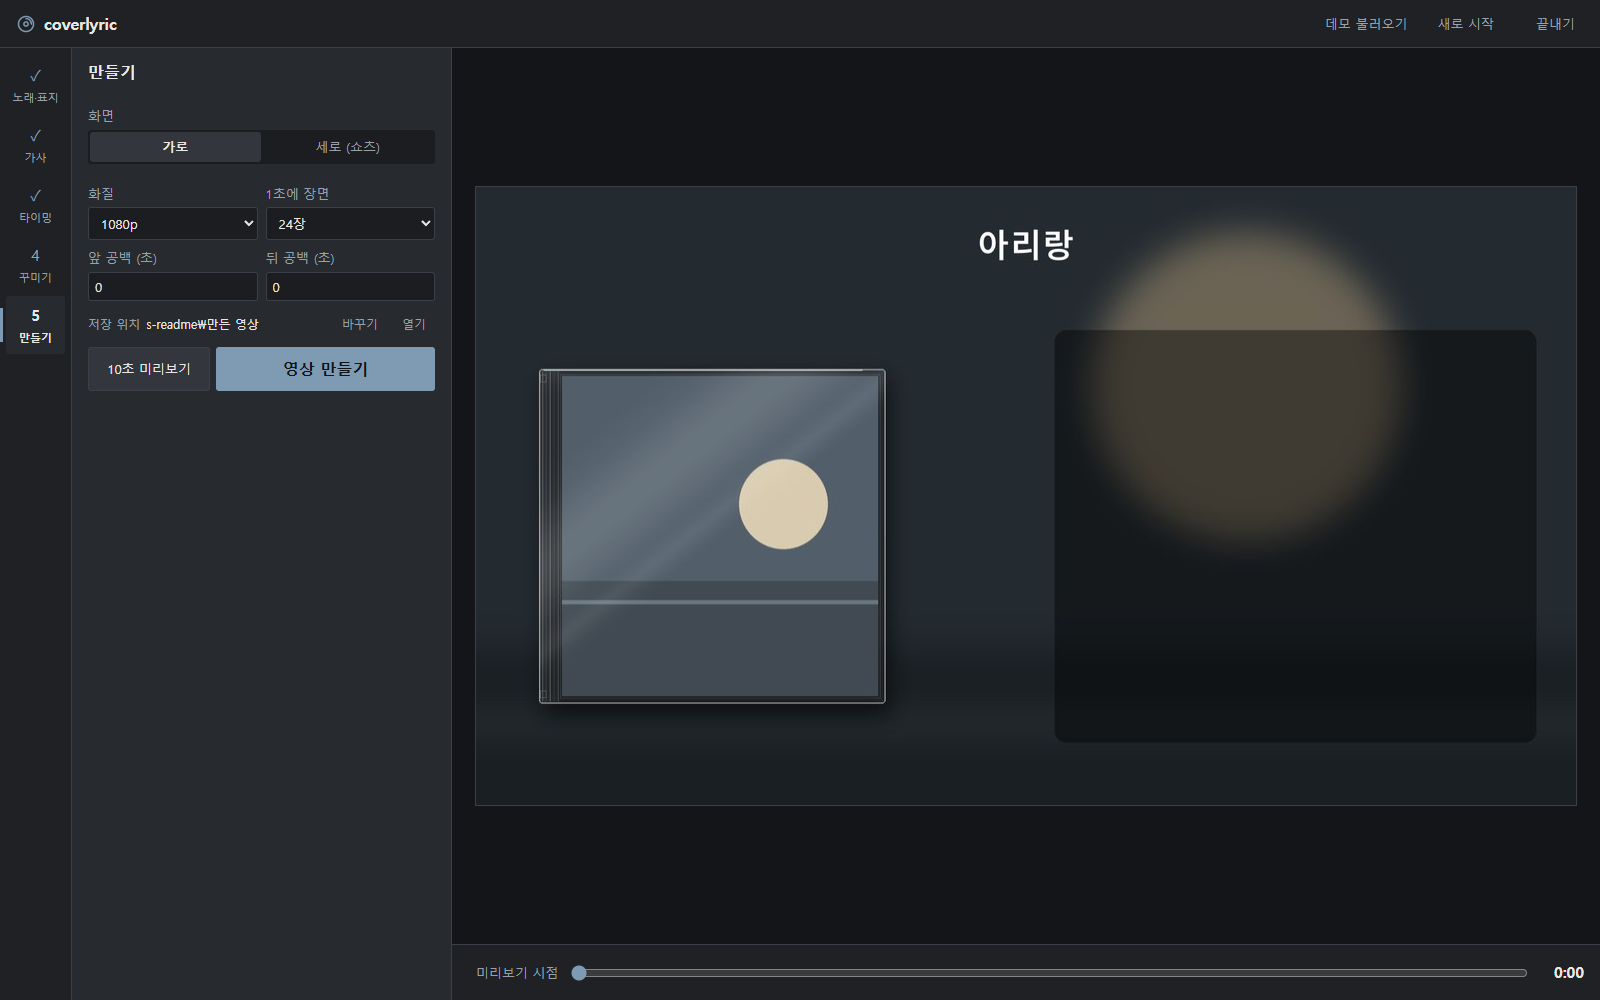 coverlyric
데모 불러오기
새로 시작
끝내기
✓
노래·표지
✓
가사
✓
타이밍
4
꾸미기
5
만들기
만들기
화면
가로
세로 (쇼츠)
화질
1초에 장면
1080p
24장
앞 공백 (초)
뒤 공백 (초)
0
0
저장 위치 s-readme₩만든 영상
바꾸기
열기
10초 미리보기
영상 만들기
아리랑
미리보기 시점
0:00